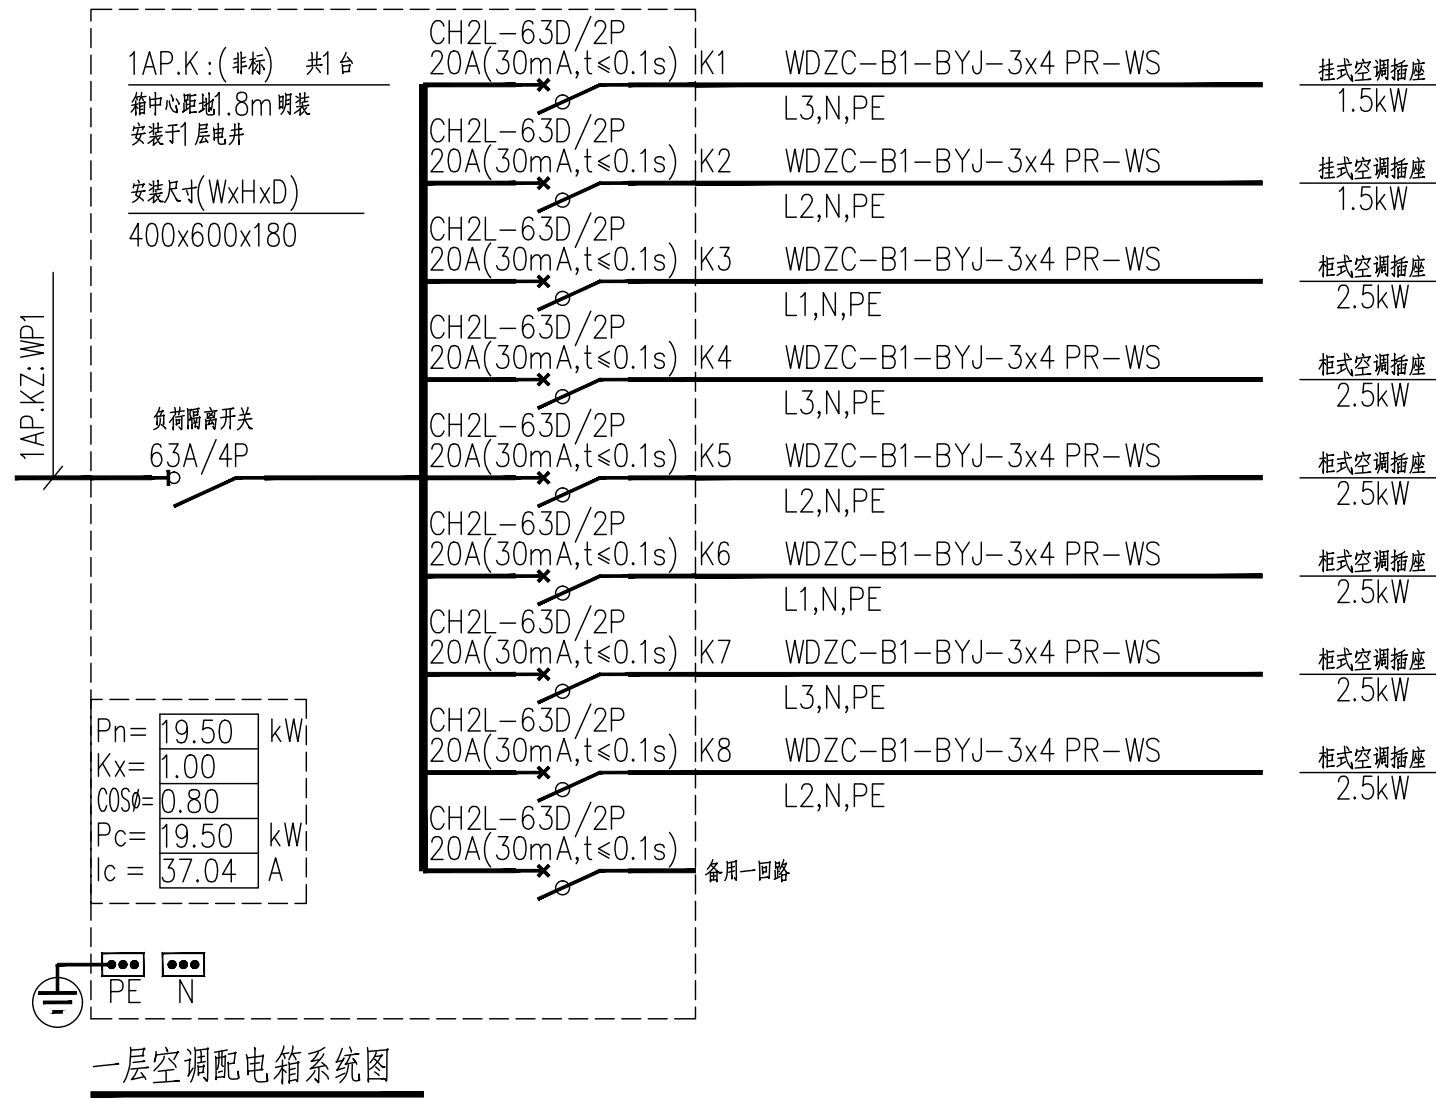 1AP.K:(非标) 共1台
箱中心距地1.8m明装
安装于1层电井
安装尺寸(WxHxD)
400x600x180
1AP.KZ: WP1
负荷隔离开关
63A/4P
CH2L-63D/2P
20A(30mA,t≤0.1s) K1 WDZC-B1-BYJ-3x4 PR-WS 挂式空调插座
L3,N,PE 1.5kW
CH2L-63D/2P
20A(30mA,t≤0.1s) K2 WDZC-B1-BYJ-3x4 PR-WS 挂式空调插座
L2,N,PE 1.5kW
CH2L-63D/2P
20A(30mA,t≤0.1s) K3 WDZC-B1-BYJ-3x4 PR-WS 柜式空调插座
L1,N,PE 2.5kW
CH2L-63D/2P
20A(30mA,t≤0.1s) K4 WDZC-B1-BYJ-3x4 PR-WS 柜式空调插座
L3,N,PE 2.5kW
CH2L-63D/2P
20A(30mA,t≤0.1s) K5 WDZC-B1-BYJ-3x4 PR-WS 柜式空调插座
L2,N,PE 2.5kW
CH2L-63D/2P
20A(30mA,t≤0.1s) K6 WDZC-B1-BYJ-3x4 PR-WS 柜式空调插座
L1,N,PE 2.5kW
CH2L-63D/2P
20A(30mA,t≤0.1s) K7 WDZC-B1-BYJ-3x4 PR-WS 柜式空调插座
L3,N,PE 2.5kW
CH2L-63D/2P
20A(30mA,t≤0.1s) K8 WDZC-B1-BYJ-3x4 PR-WS 柜式空调插座
L2,N,PE 2.5kW
CH2L-63D/2P
20A(30mA,t≤0.1s) 备用一回路
Pn= 19.50 kW
Kx= 1.00
COSø= 0.80
Pc= 19.50 kW
Ic = 37.04 A
PE N
一层空调配电箱系统图